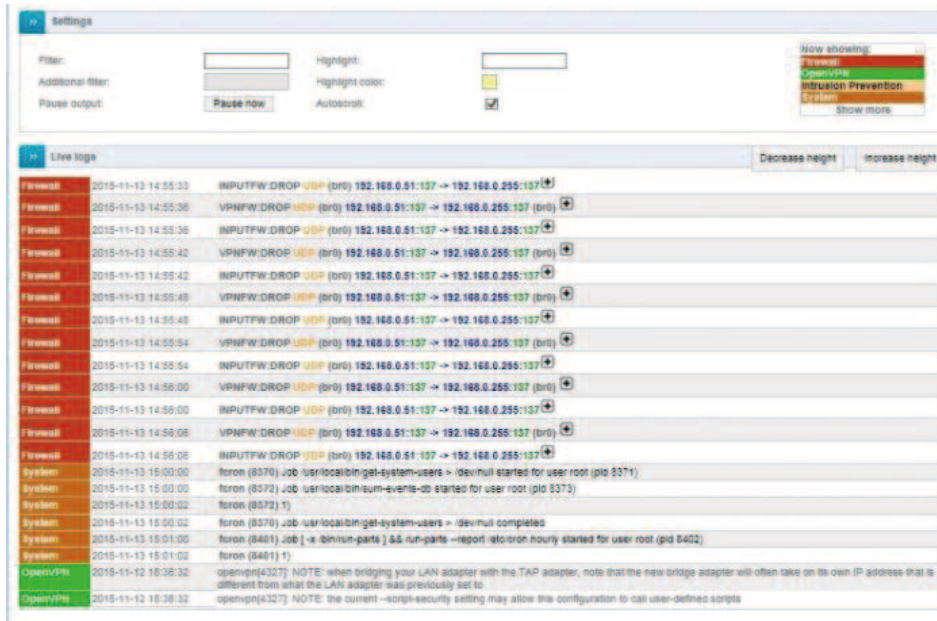 Settings
Filter: Highlight: Now showing:
Firewall
Additional filter: Highlight color: OpenVPN
Intrusion Prevention
Pause output: Pause now Autoscroll: System
Show more
Live logs Decrease height Increase height
Firewall 2015-11-13 14:55:33 INPUTFW:DROP UDP (br0) 192.168.0.51:137 -> 192.168.0.255:137
Firewall 2015-11-13 14:55:36 VPNFW:DROP UDP (br0) 192.168.0.51:137 -> 192.168.0.255:137 (br0)
Firewall 2015-11-13 14:55:36 INPUTFW:DROP UDP (br0) 192.168.0.51:137 -> 192.168.0.255:137
Firewall 2015-11-13 14:55:42 VPNFW:DROP UDP (br0) 192.168.0.51:137 -> 192.168.0.255:137 (br0)
Firewall 2015-11-13 14:55:42 INPUTFW:DROP UDP (br0) 192.168.0.51:137 -> 192.168.0.255:137
Firewall 2015-11-13 14:55:48 VPNFW:DROP UDP (br0) 192.168.0.51:137 -> 192.168.0.255:137 (br0)
Firewall 2015-11-13 14:55:48 INPUTFW:DROP UDP (br0) 192.168.0.51:137 -> 192.168.0.255:137
Firewall 2015-11-13 14:55:54 VPNFW:DROP UDP (br0) 192.168.0.51:137 -> 192.168.0.255:137 (br0)
Firewall 2015-11-13 14:55:54 INPUTFW:DROP UDP (br0) 192.168.0.51:137 -> 192.168.0.255:137
Firewall 2015-11-13 14:56:00 VPNFW:DROP UDP (br0) 192.168.0.51:137 -> 192.168.0.255:137 (br0)
Firewall 2015-11-13 14:56:00 INPUTFW:DROP UDP (br0) 192.168.0.51:137 -> 192.168.0.255:137
Firewall 2015-11-13 14:56:06 VPNFW:DROP UDP (br0) 192.168.0.51:137 -> 192.168.0.255:137 (br0)
Firewall 2015-11-13 14:56:06 INPUTFW:DROP UDP (br0) 192.168.0.51:137 -> 192.168.0.255:137
System 2015-11-13 15:00:00 fcron (8370) Job /usr/local/bin/get-system-users > /dev/null started for user root (pid 8371)
System 2015-11-13 15:00:00 fcron (8372) Job /usr/local/bin/sum-events-db started for user root (pid 8373)
System 2015-11-13 15:00:02 fcron (8372) 1)
System 2015-11-13 15:00:02 fcron (8370) Job /usr/local/bin/get-system-users > /dev/null completed
System 2015-11-13 15:01:00 fcron (8401) Job [ -x /bin/run-parts ] && run-parts --report /etc/cron.hourly started for user root (pid 8402)
System 2015-11-13 15:01:02 fcron (8401) 1)
OpenVPN 2015-11-12 18:36:32 openvpn[4327]: NOTE: when bridging your LAN adapter with the TAP adapter, note that the new bridge adapter will often take on its own IP address that is
different from what the LAN adapter was previously set to
OpenVPN 2015-11-12 18:36:32 openvpn[4327]: NOTE: the current --script-security setting may allow this configuration to call user-defined scripts